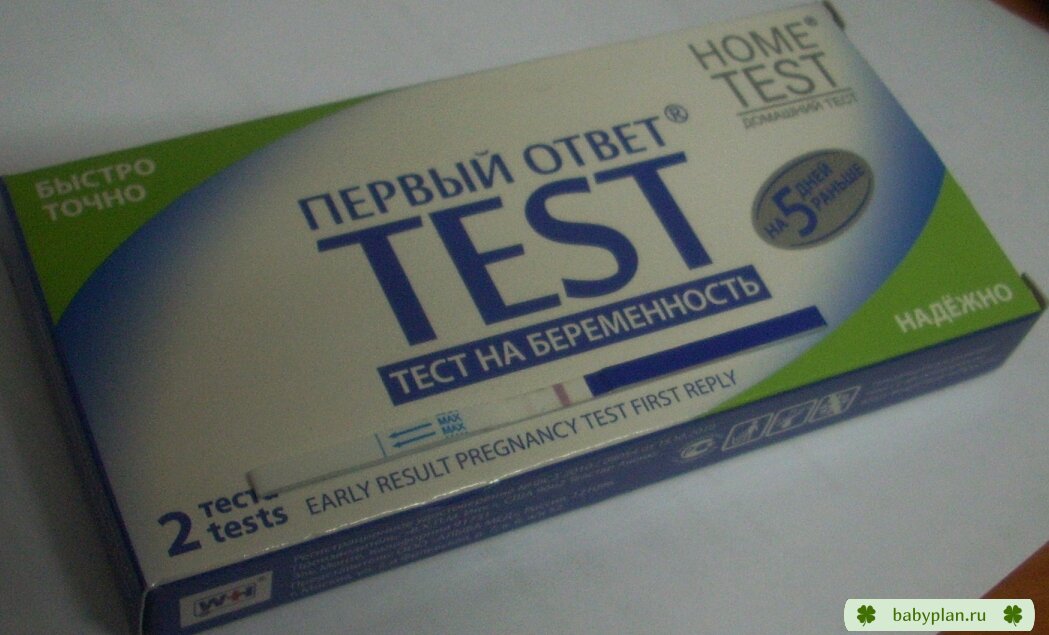 БЫСТРО
ТОЧНО
HOME®
TEST
ДОМАШНИЙ ТЕСТ
ПЕРВЫЙ ОТВЕТ®
TEST
НА 5 ДНЕЙ РАНЬШЕ
ТЕСТ НА БЕРЕМЕННОСТЬ
НАДЁЖНО
MAX
MAX
EARLY RESULT PREGNANCY TEST FIRST REPLY
2 теста
tests
W+H®
babyplan.ru